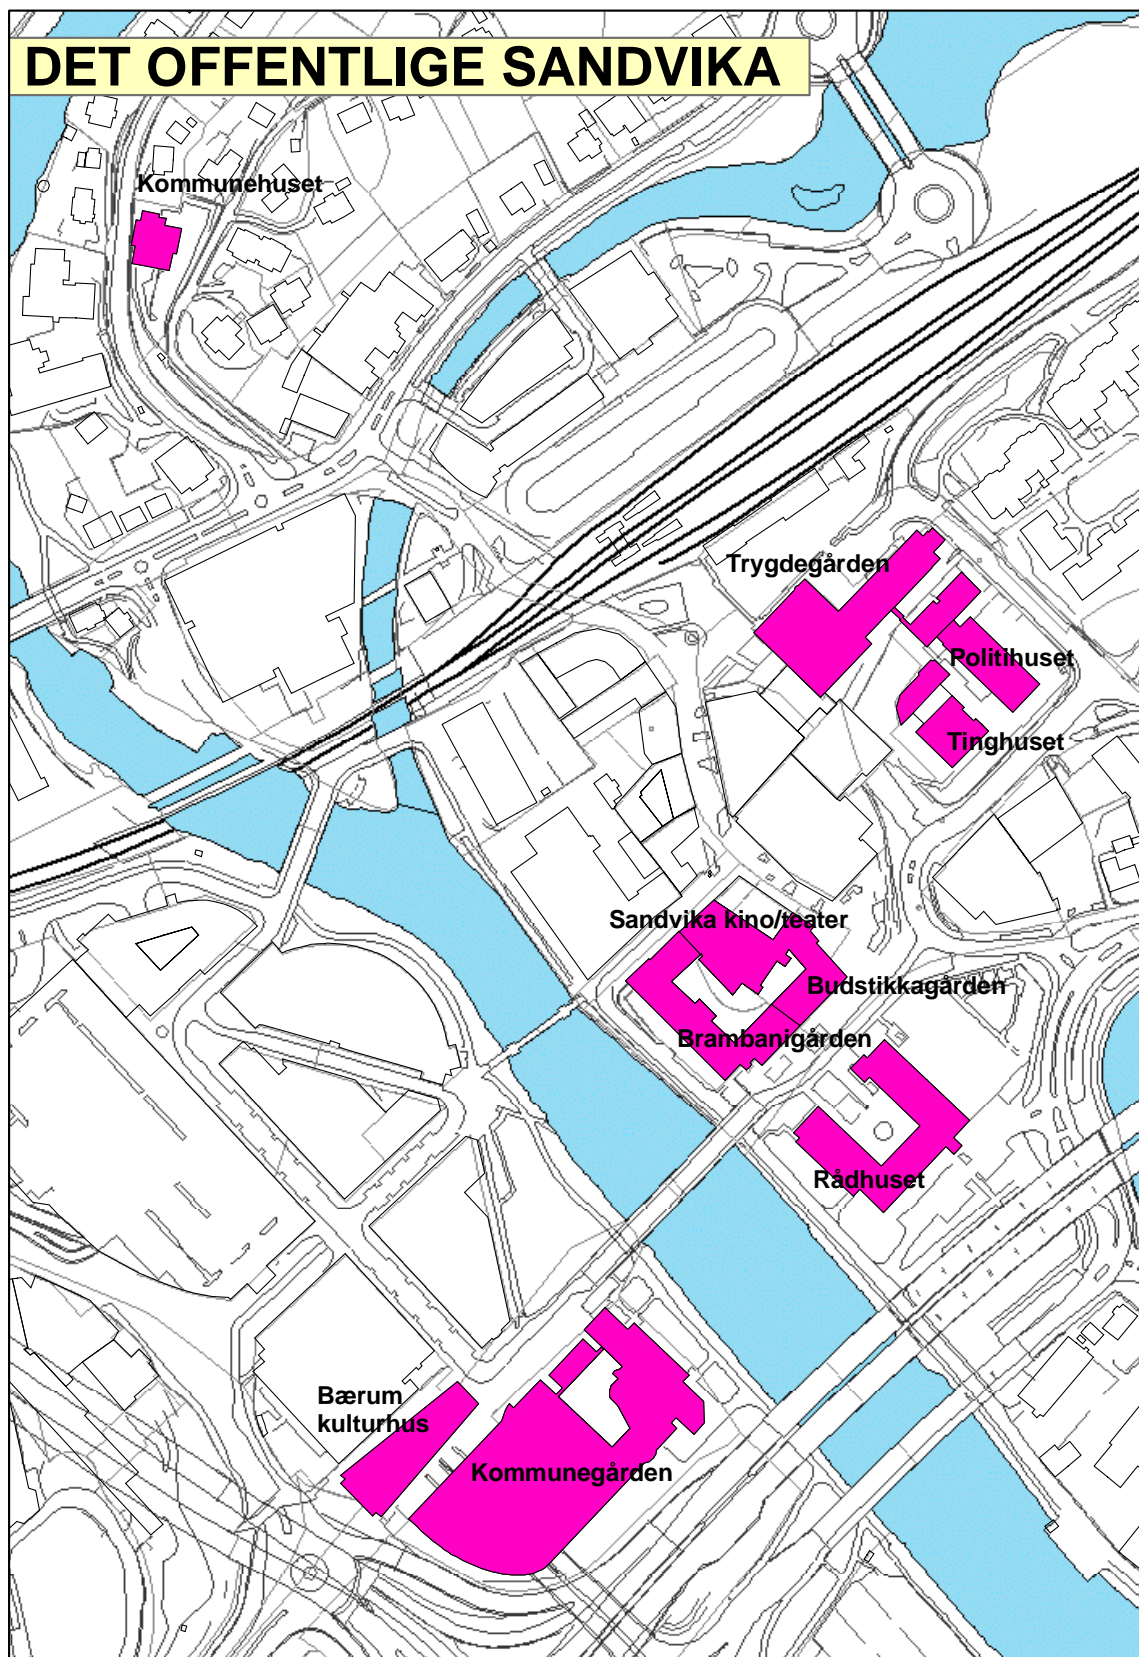 DET OFFENTLIGE SANDVIKA
Kommunehuset
Trygdegården
Politihuset
Tinghuset
Sandvika kino/teater
Budstikkagården
Brambanigården
Rådhuset
Bærum
kulturhus
Kommunegården